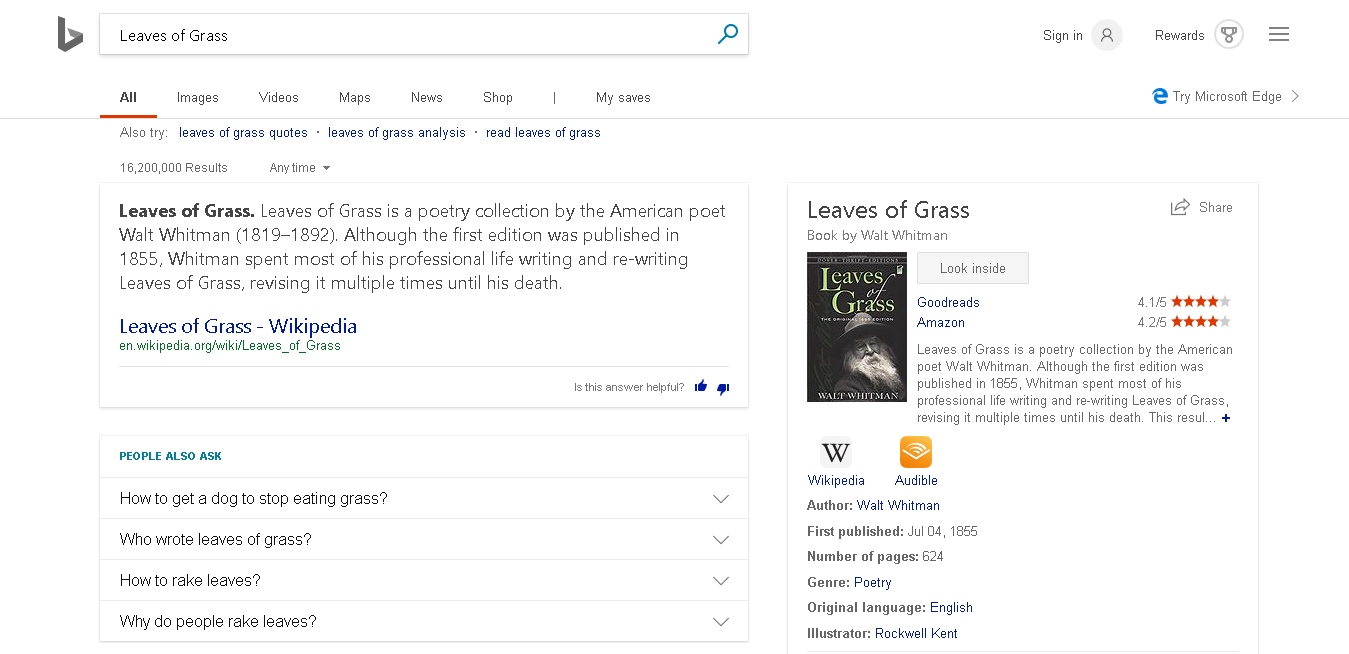 Leaves of Grass
Sign in
Rewards
All Images Videos Maps News Shop | My saves
Try Microsoft Edge
Also try: leaves of grass quotes · leaves of grass analysis · read leaves of grass
16,200,000 Results Any time
Leaves of Grass. Leaves of Grass is a poetry collection by the American poet
Walt Whitman (1819–1892). Although the first edition was published in
1855, Whitman spent most of his professional life writing and re-writing
Leaves of Grass, revising it multiple times until his death.
Leaves of Grass - Wikipedia
en.wikipedia.org/wiki/Leaves_of_Grass
Is this answer helpful?
PEOPLE ALSO ASK
How to get a dog to stop eating grass?
Who wrote leaves of grass?
How to rake leaves?
Why do people rake leaves?
Leaves of Grass
Share
Book by Walt Whitman
DOVER · THRIFT · EDITIONS
Leaves
of
Grass
THE ORIGINAL 1855 EDITION
WALT WHITMAN
Look inside
Goodreads 4.1/5
Amazon 4.2/5
Leaves of Grass is a poetry collection by the American
poet Walt Whitman. Although the first edition was
published in 1855, Whitman spent most of his
professional life writing and re-writing Leaves of Grass,
revising it multiple times until his death. This resul... +
W
Wikipedia Audible
Author: Walt Whitman
First published: Jul 04, 1855
Number of pages: 624
Genre: Poetry
Original language: English
Illustrator: Rockwell Kent